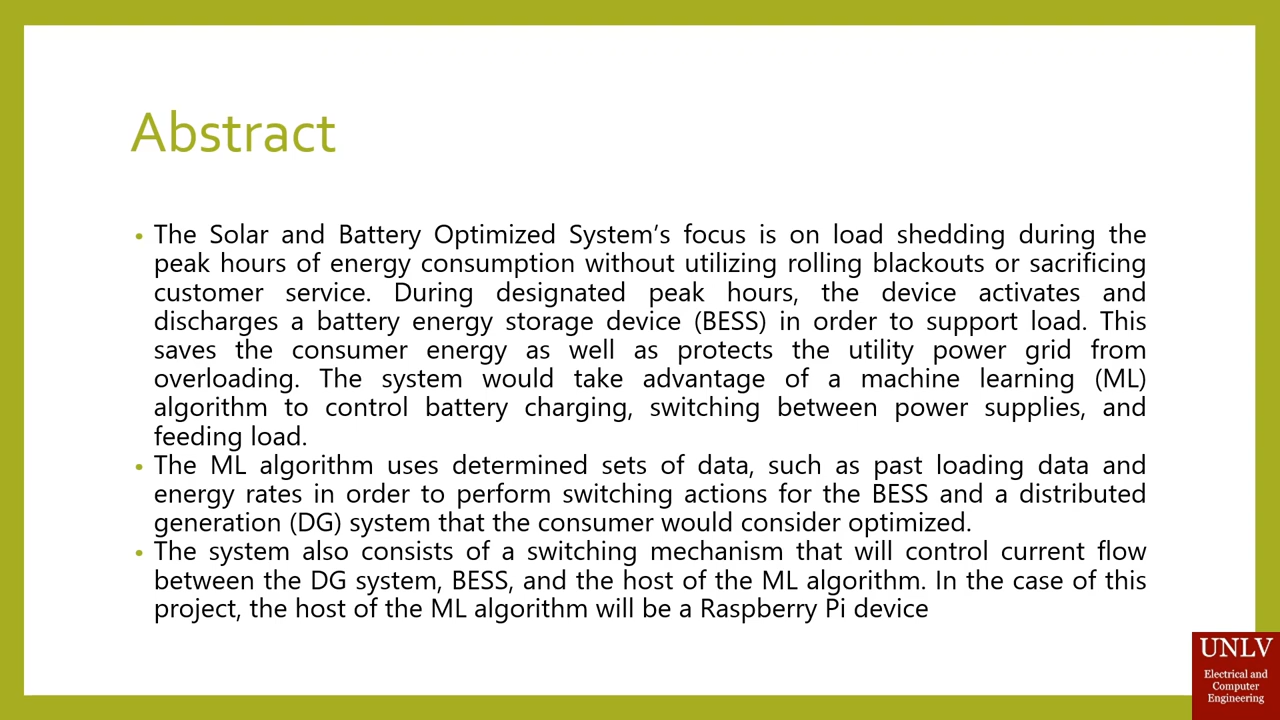 Abstract
• The Solar and Battery Optimized System’s focus is on load shedding during the
peak hours of energy consumption without utilizing rolling blackouts or sacrificing
customer service. During designated peak hours, the device activates and
discharges a battery energy storage device (BESS) in order to support load. This
saves the consumer energy as well as protects the utility power grid from
overloading. The system would take advantage of a machine learning (ML)
algorithm to control battery charging, switching between power supplies, and
feeding load.
• The ML algorithm uses determined sets of data, such as past loading data and
energy rates in order to perform switching actions for the BESS and a distributed
generation (DG) system that the consumer would consider optimized.
• The system also consists of a switching mechanism that will control current flow
between the DG system, BESS, and the host of the ML algorithm. In the case of this
project, the host of the ML algorithm will be a Raspberry Pi device
UNLV
Electrical and
Computer
Engineering